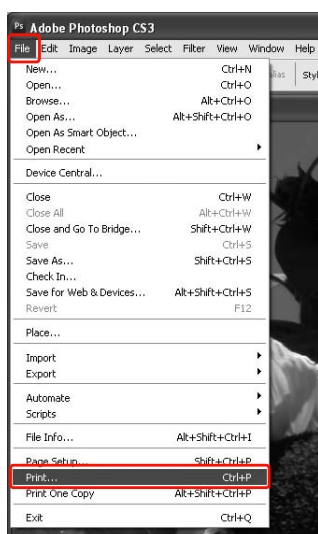 Ps Adobe Photoshop CS3
File Edit Image Layer Select Filter View Window Help
New... Ctrl+N
Open... Ctrl+O
Browse... Alt+Ctrl+O
Open As... Alt+Shift+Ctrl+O
Open As Smart Object...
Open Recent
Device Central...
Close Ctrl+W
Close All Alt+Ctrl+W
Close and Go To Bridge... Shift+Ctrl+W
Save Ctrl+S
Save As... Shift+Ctrl+S
Check In...
Save for Web & Devices... Alt+Shift+Ctrl+S
Revert F12
Place...
Import
Export
Automate
Scripts
File Info... Alt+Shift+Ctrl+I
Page Setup... Shift+Ctrl+P
Print... Ctrl+P
Print One Copy Alt+Shift+Ctrl+P
Exit Ctrl+Q